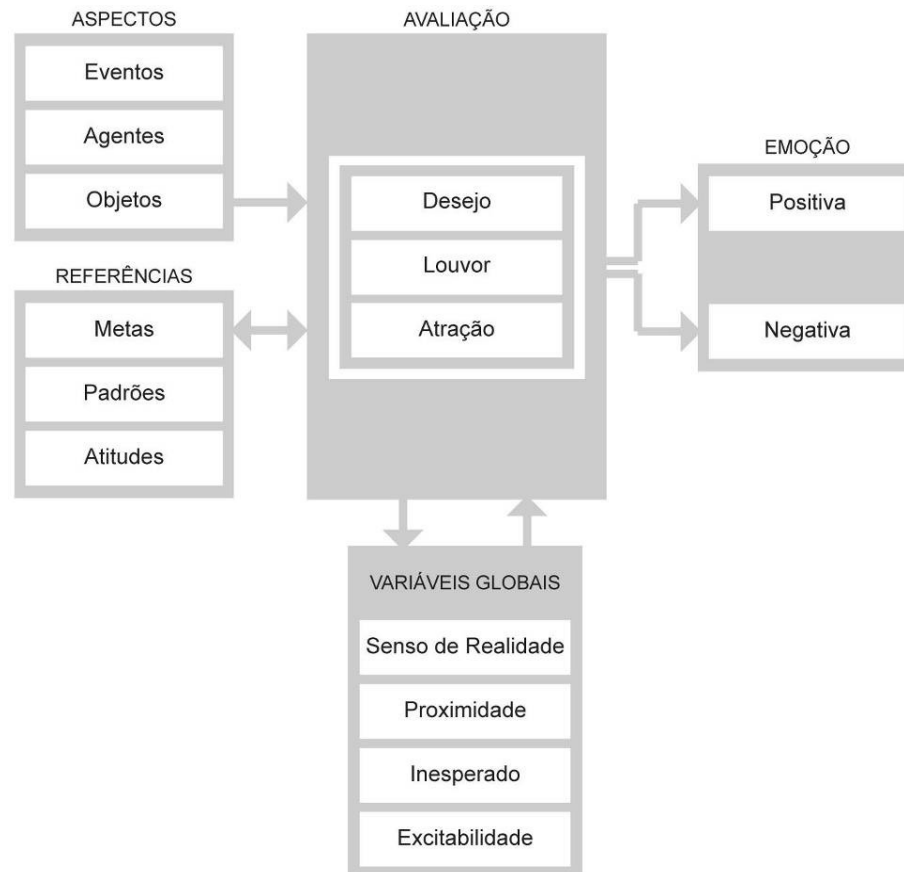 ASPECTOS
Eventos
Agentes
Objetos
REFERÊNCIAS
Metas
Padrões
Atitudes
AVALIAÇÃO
Desejo
Louvor
Atração
EMOÇÃO
Positiva
Negativa
VARIÁVEIS GLOBAIS
Senso de Realidade
Proximidade
Inesperado
Excitabilidade